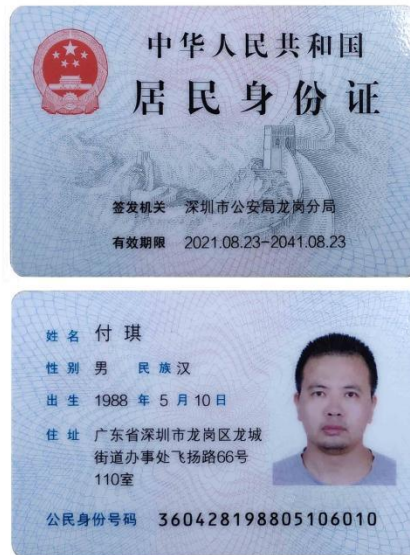 中华人民共和国
居民身份证
签发机关 深圳市公安局龙岗分局
有效期限 2021.08.23-2041.08.23
姓名 付琪
性别 男 民族 汉
出生 1988 年 5 月 10 日
住址 广东省深圳市龙岗区龙城
街道办事处飞扬路66号
110室
公民身份号码 360428198805106010